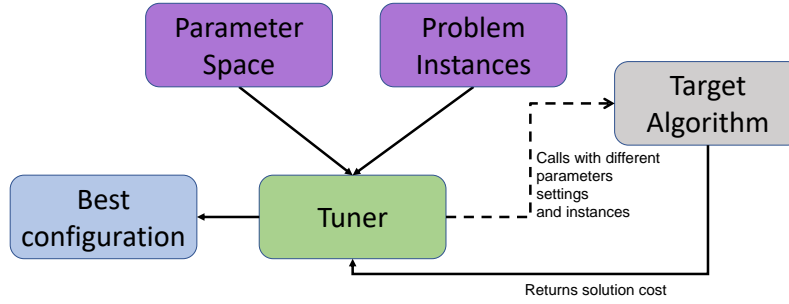 Parameter
Space
Problem
Instances
Target
Algorithm
Calls with different
parameters
settings
and instances
Best
configuration
Tuner
Returns solution cost